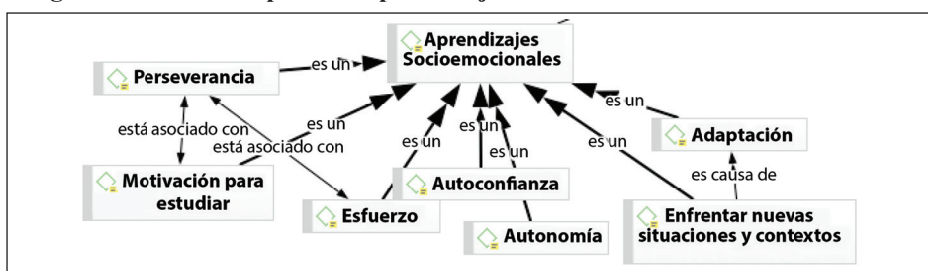 Aprendizajes
Socioemocionales
es un
Perseverancia
es un
está asociado con
es un
está asociado con
es un
es un
es un
es un
Adaptación
es causa de
Motivación para
estudiar
Autoconfianza
Esfuerzo
Autonomía
Enfrentar nuevas
situaciones y contextos